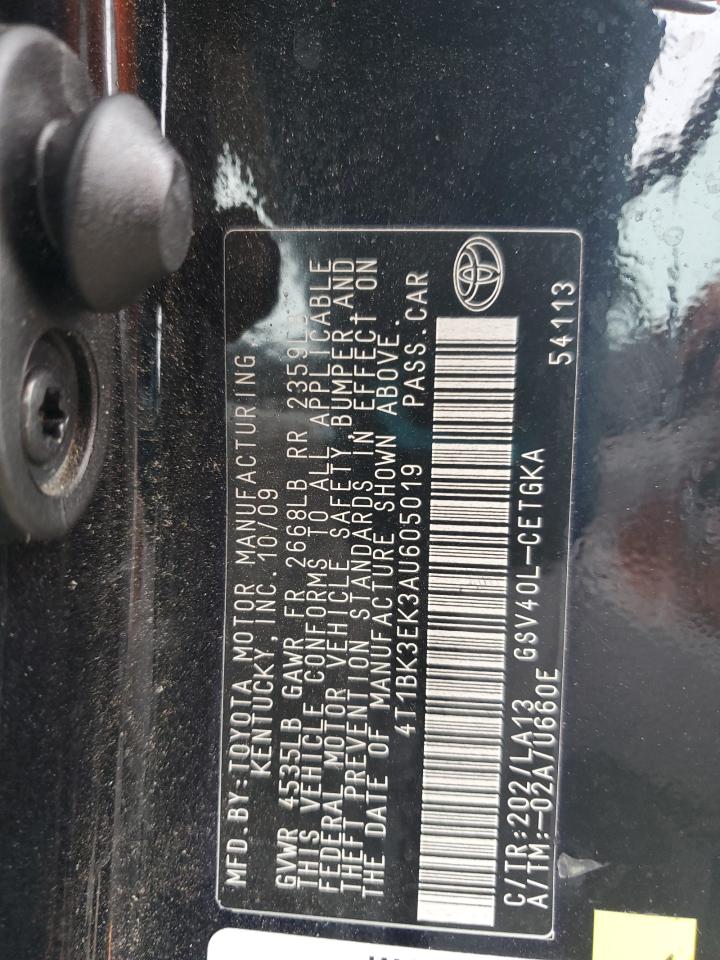 MFD.BY:TOYOTA MOTOR MANUFACTURING
KENTUCKY, INC. 10/09
GVWR 4535LB GAWR FR 2668LB RR 2359LB
THIS VEHICLE CONFORMS TO ALL APPLICABLE
FEDERAL MOTOR VEHICLE SAFETY, BUMPER AND
THEFT PREVENTION STANDARDS IN EFFECT ON
THE DATE OF MANUFACTURE SHOWN ABOVE.
4T1BK3EK3AU605019 PASS.CAR
C/TR:202/LA13 GSV40L-CETGKA
A/TM:-02A/U660E 54113